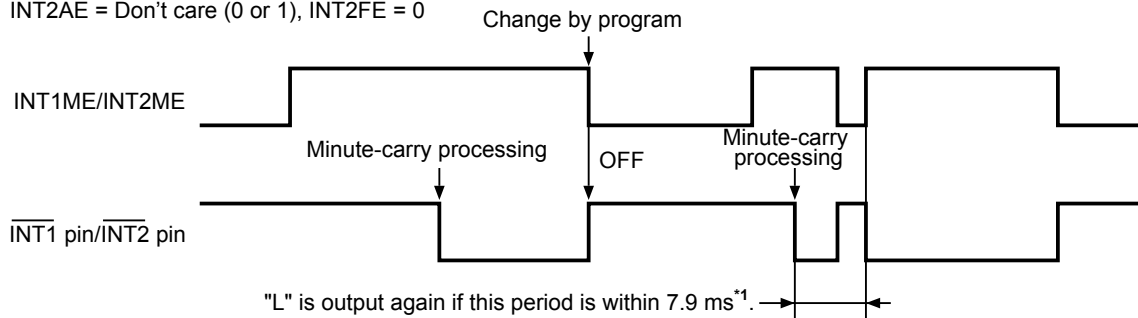 INT2AE = Don't care (0 or 1), INT2FE = 0
Change by program
INT1ME/INT2ME
Minute-carry processing
OFF
Minute-carry
processing
INT1 pin/INT2 pin
"L" is output again if this period is within 7.9 ms*1.